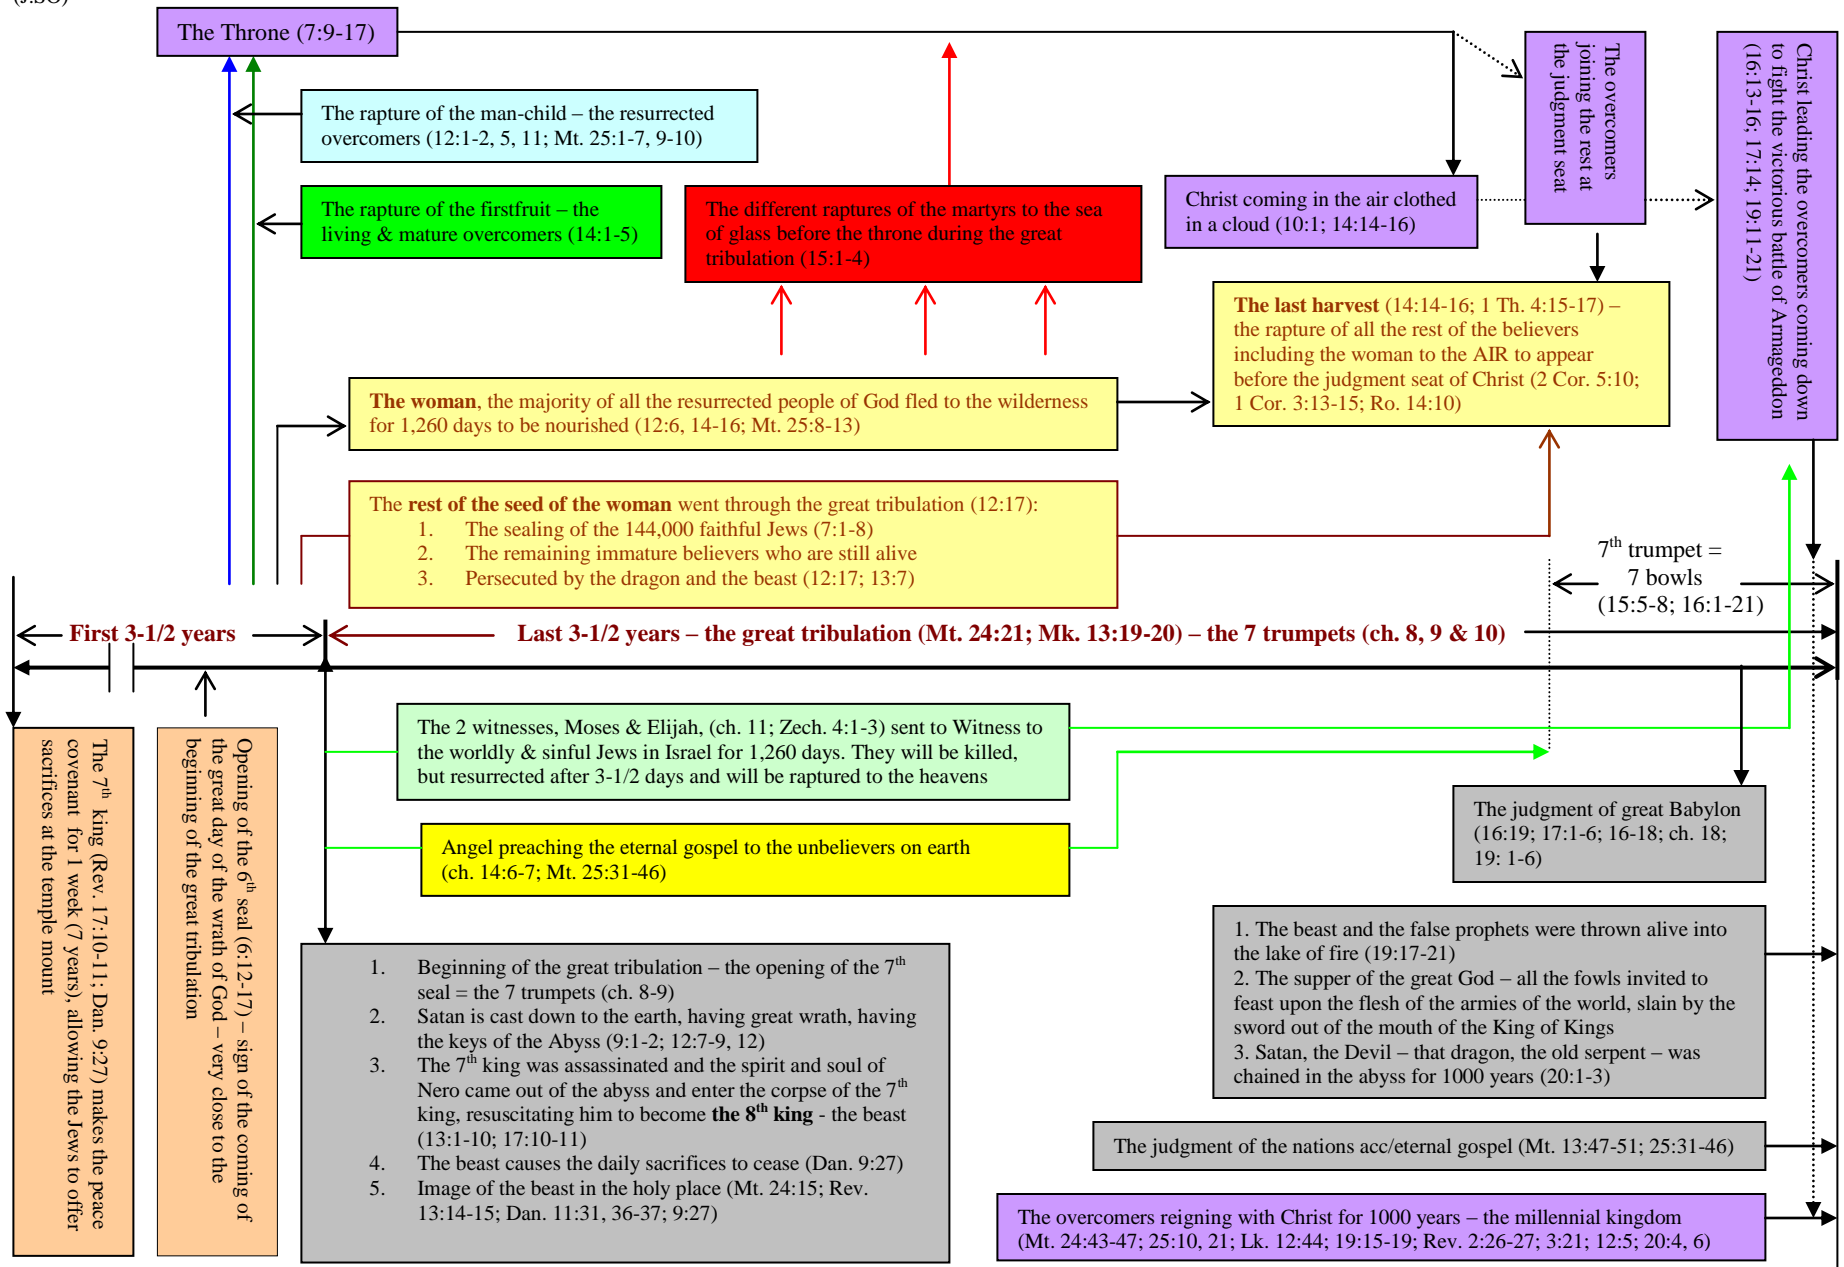 (J.SO)
The Throne (7:9-17)
The rapture of the man-child – the resurrected
overcomers (12:1-2, 5, 11; Mt. 25:1-7, 9-10)
The rapture of the firstfruit – the
living & mature overcomers (14:1-5)
The different raptures of the martyrs to the sea
of glass before the throne during the great
tribulation (15:1-4)
Christ coming in the air clothed
in a cloud (10:1; 14:14-16)
The overcomers
joining the rest at
the judgment seat
Christ leading the overcomers coming down
to fight the victorious battle of Armageddon
(16:13-16; 17:14; 19:11-21)
The last harvest (14:14-16; 1 Th. 4:15-17) –
the rapture of all the rest of the believers
including the woman to the AIR to appear
before the judgment seat of Christ (2 Cor. 5:10;
1 Cor. 3:13-15; Ro. 14:10)
The woman, the majority of all the resurrected people of God fled to the wilderness
for 1,260 days to be nourished (12:6, 14-16; Mt. 25:8-13)
The rest of the seed of the woman went through the great tribulation (12:17):
1. The sealing of the 144,000 faithful Jews (7:1-8)
2. The remaining immature believers who are still alive
3. Persecuted by the dragon and the beast (12:17; 13:7)
7th trumpet =
7 bowls
(15:5-8; 16:1-21)
First 3-1/2 years
Last 3-1/2 years – the great tribulation (Mt. 24:21; Mk. 13:19-20) – the 7 trumpets (ch. 8, 9 & 10)
The 7th king (Rev. 17:10-11; Dan. 9:27) makes the peace
covenant for 1 week (7 years), allowing the Jews to offer
sacrifices at the temple mount
Opening of the 6th seal (6:12-17) – sign of the coming of
the great day of the wrath of God – very close to the
beginning of the great tribulation
The 2 witnesses, Moses & Elijah, (ch. 11; Zech. 4:1-3) sent to Witness to
the worldly & sinful Jews in Israel for 1,260 days. They will be killed,
but resurrected after 3-1/2 days and will be raptured to the heavens
Angel preaching the eternal gospel to the unbelievers on earth
(ch. 14:6-7; Mt. 25:31-46)
The judgment of great Babylon
(16:19; 17:1-6; 16-18; ch. 18;
19: 1-6)
1. Beginning of the great tribulation – the opening of the 7th
seal = the 7 trumpets (ch. 8-9)
2. Satan is cast down to the earth, having great wrath, having
the keys of the Abyss (9:1-2; 12:7-9, 12)
3. The 7th king was assassinated and the spirit and soul of
Nero came out of the abyss and enter the corpse of the 7th
king, resuscitating him to become the 8th king - the beast
(13:1-10; 17:10-11)
4. The beast causes the daily sacrifices to cease (Dan. 9:27)
5. Image of the beast in the holy place (Mt. 24:15; Rev.
13:14-15; Dan. 11:31, 36-37; 9:27)
1. The beast and the false prophets were thrown alive into
the lake of fire (19:17-21)
2. The supper of the great God – all the fowls invited to
feast upon the flesh of the armies of the world, slain by the
sword out of the mouth of the King of Kings
3. Satan, the Devil – that dragon, the old serpent – was
chained in the abyss for 1000 years (20:1-3)
The judgment of the nations acc/eternal gospel (Mt. 13:47-51; 25:31-46)
The overcomers reigning with Christ for 1000 years – the millennial kingdom
(Mt. 24:43-47; 25:10, 21; Lk. 12:44; 19:15-19; Rev. 2:26-27; 3:21; 12:5; 20:4, 6)